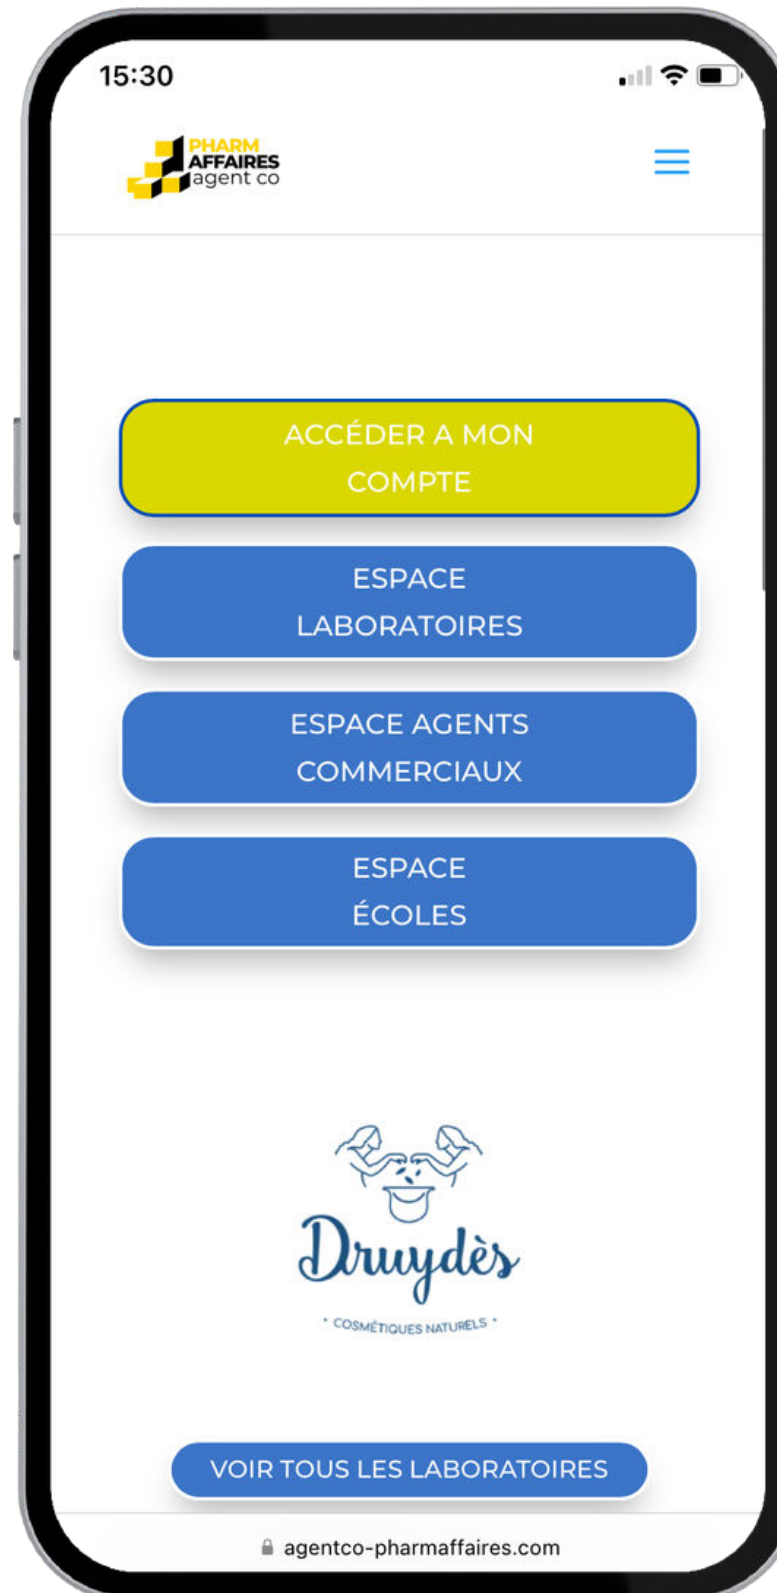 15:30
PHARM
AFFAIRES
agent co
ACCÉDER A MON
COMPTE
ESPACE
LABORATOIRES
ESPACE AGENTS
COMMERCIAUX
ESPACE
ÉCOLES
Druydès
• COSMÉTIQUES NATURELS •
VOIR TOUS LES LABORATOIRES
agentco-pharmaffaires.com